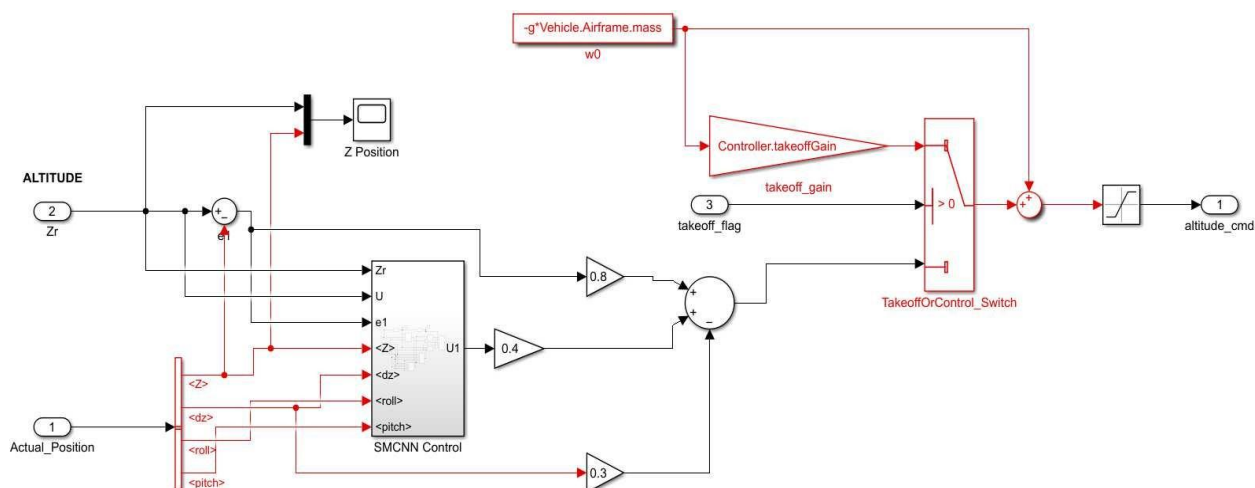 -g*Vehicle.Airframe.mass
w0
Z Position
Controller.takeoffGain
takeoff_gain
ALTITUDE
2
Zr
e1
3
takeoff_flag
> 0
TakeoffOrControl_Switch
1
altitude_cmd
Zr
U
e1
<Z>
<dz>
<roll>
<pitch>
U1
SMCNN Control
0.8
0.4
0.3
+
−
+
+
−
+
+
1
Actual_Position
<Z>
<dz>
<roll>
<pitch>